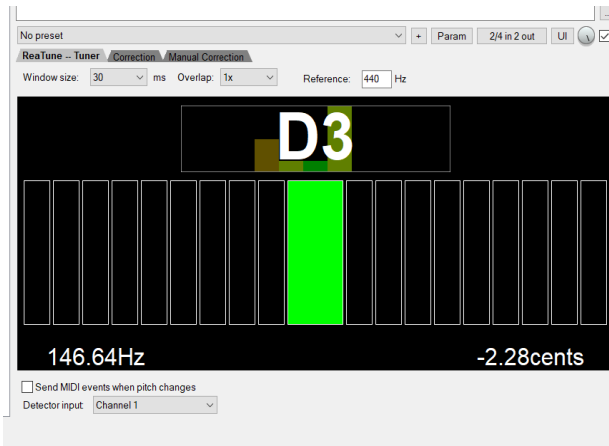 No preset + Param 2/4 in 2 out UI
ReaTune -- Tuner Correction Manual Correction
Window size: 30 ms Overlap: 1x Reference: 440 Hz
D3
146.64Hz -2.28cents
Send MIDI events when pitch changes
Detector input: Channel 1